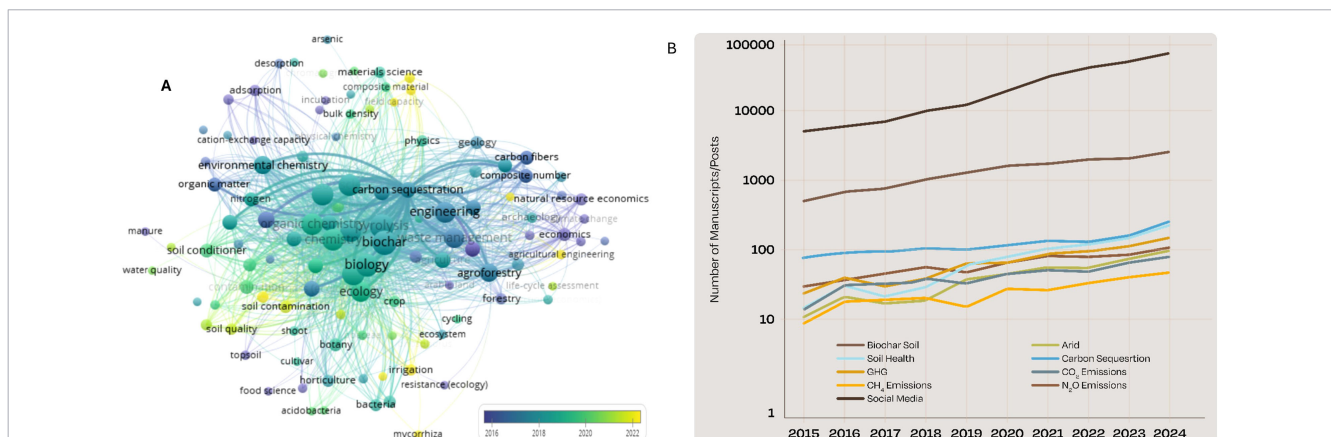 A
arsenic
desorption
materials science
adsorption
composite material
incubation
field capacity
bulk density
physical chemistry
cation-exchange capacity
physics
geology
environmental chemistry
carbon fibers
organic matter
carbon sequestration
composite number
nitrogen
natural resource economics
engineering
archaeology
organic chemistry
pyrolysis
manure
chemistry
biochar
waste management
economics
soil conditioner
agricultural engineering
water quality
biology
agroforestry
contamination
ecology
life-cycle assessment
soil contamination
crop
forestry
soil quality
shoot
cycling
botany
ecosystem
topsoil
cultivar
irrigation
food science
horticulture
resistance (ecology)
acidobacteria
bacteria
mycorrhiza
2016 2018 2020 2022
B
Number of Manuscripts/Posts
100000
10000
1000
100
10
1
Biochar Soil
Soil Health
GHG
CH4 Emissions
Social Media
Arid
Carbon Sequesrtion
CO2 Emissions
N2O Emissions
2015 2016 2017 2018 2019 2020 2021 2022 2023 2024